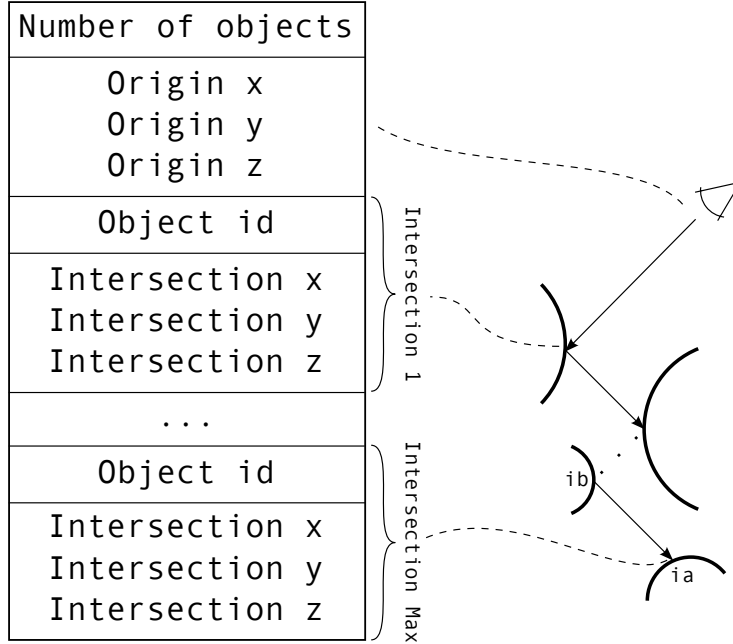 Number of objects
Origin x
Origin y
Origin z
Object id
Intersection x
Intersection y
Intersection z
Intersection 1
...
Object id
Intersection x
Intersection y
Intersection z
Intersection Max
ib
ia